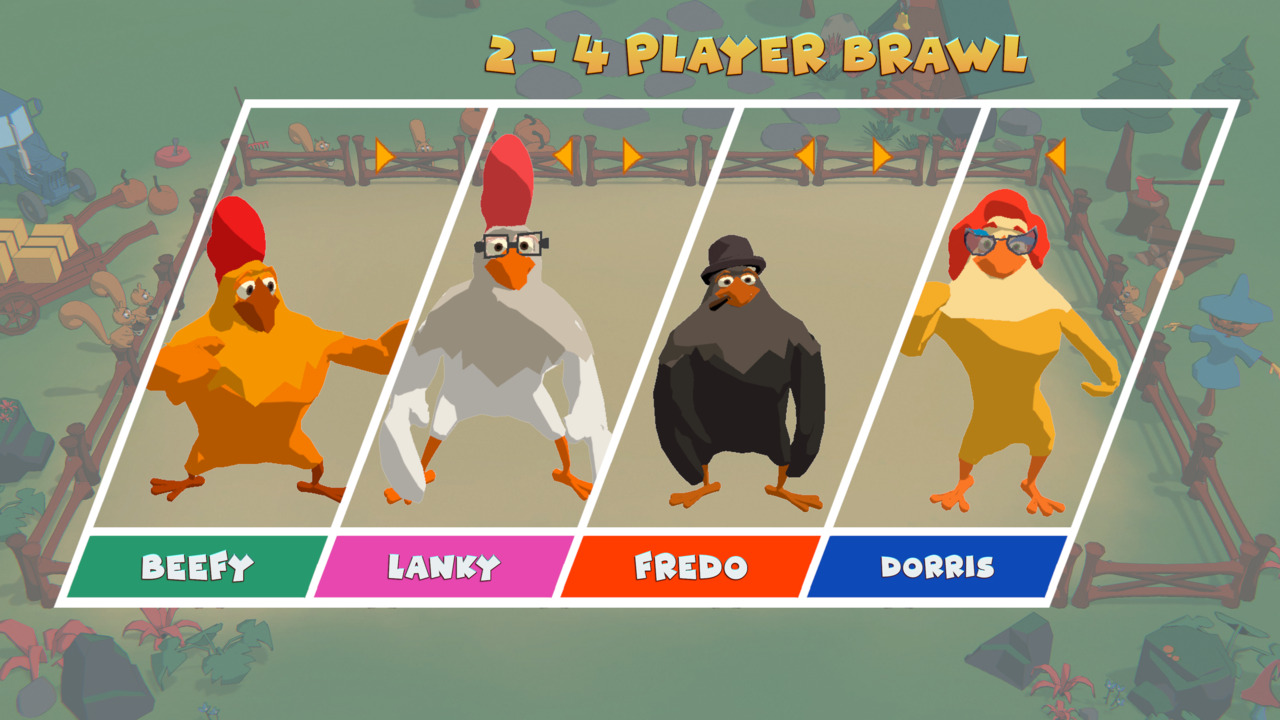 2 - 4 PLAYER BRAWL
BEEFY
LANKY
FREDO
DORRIS